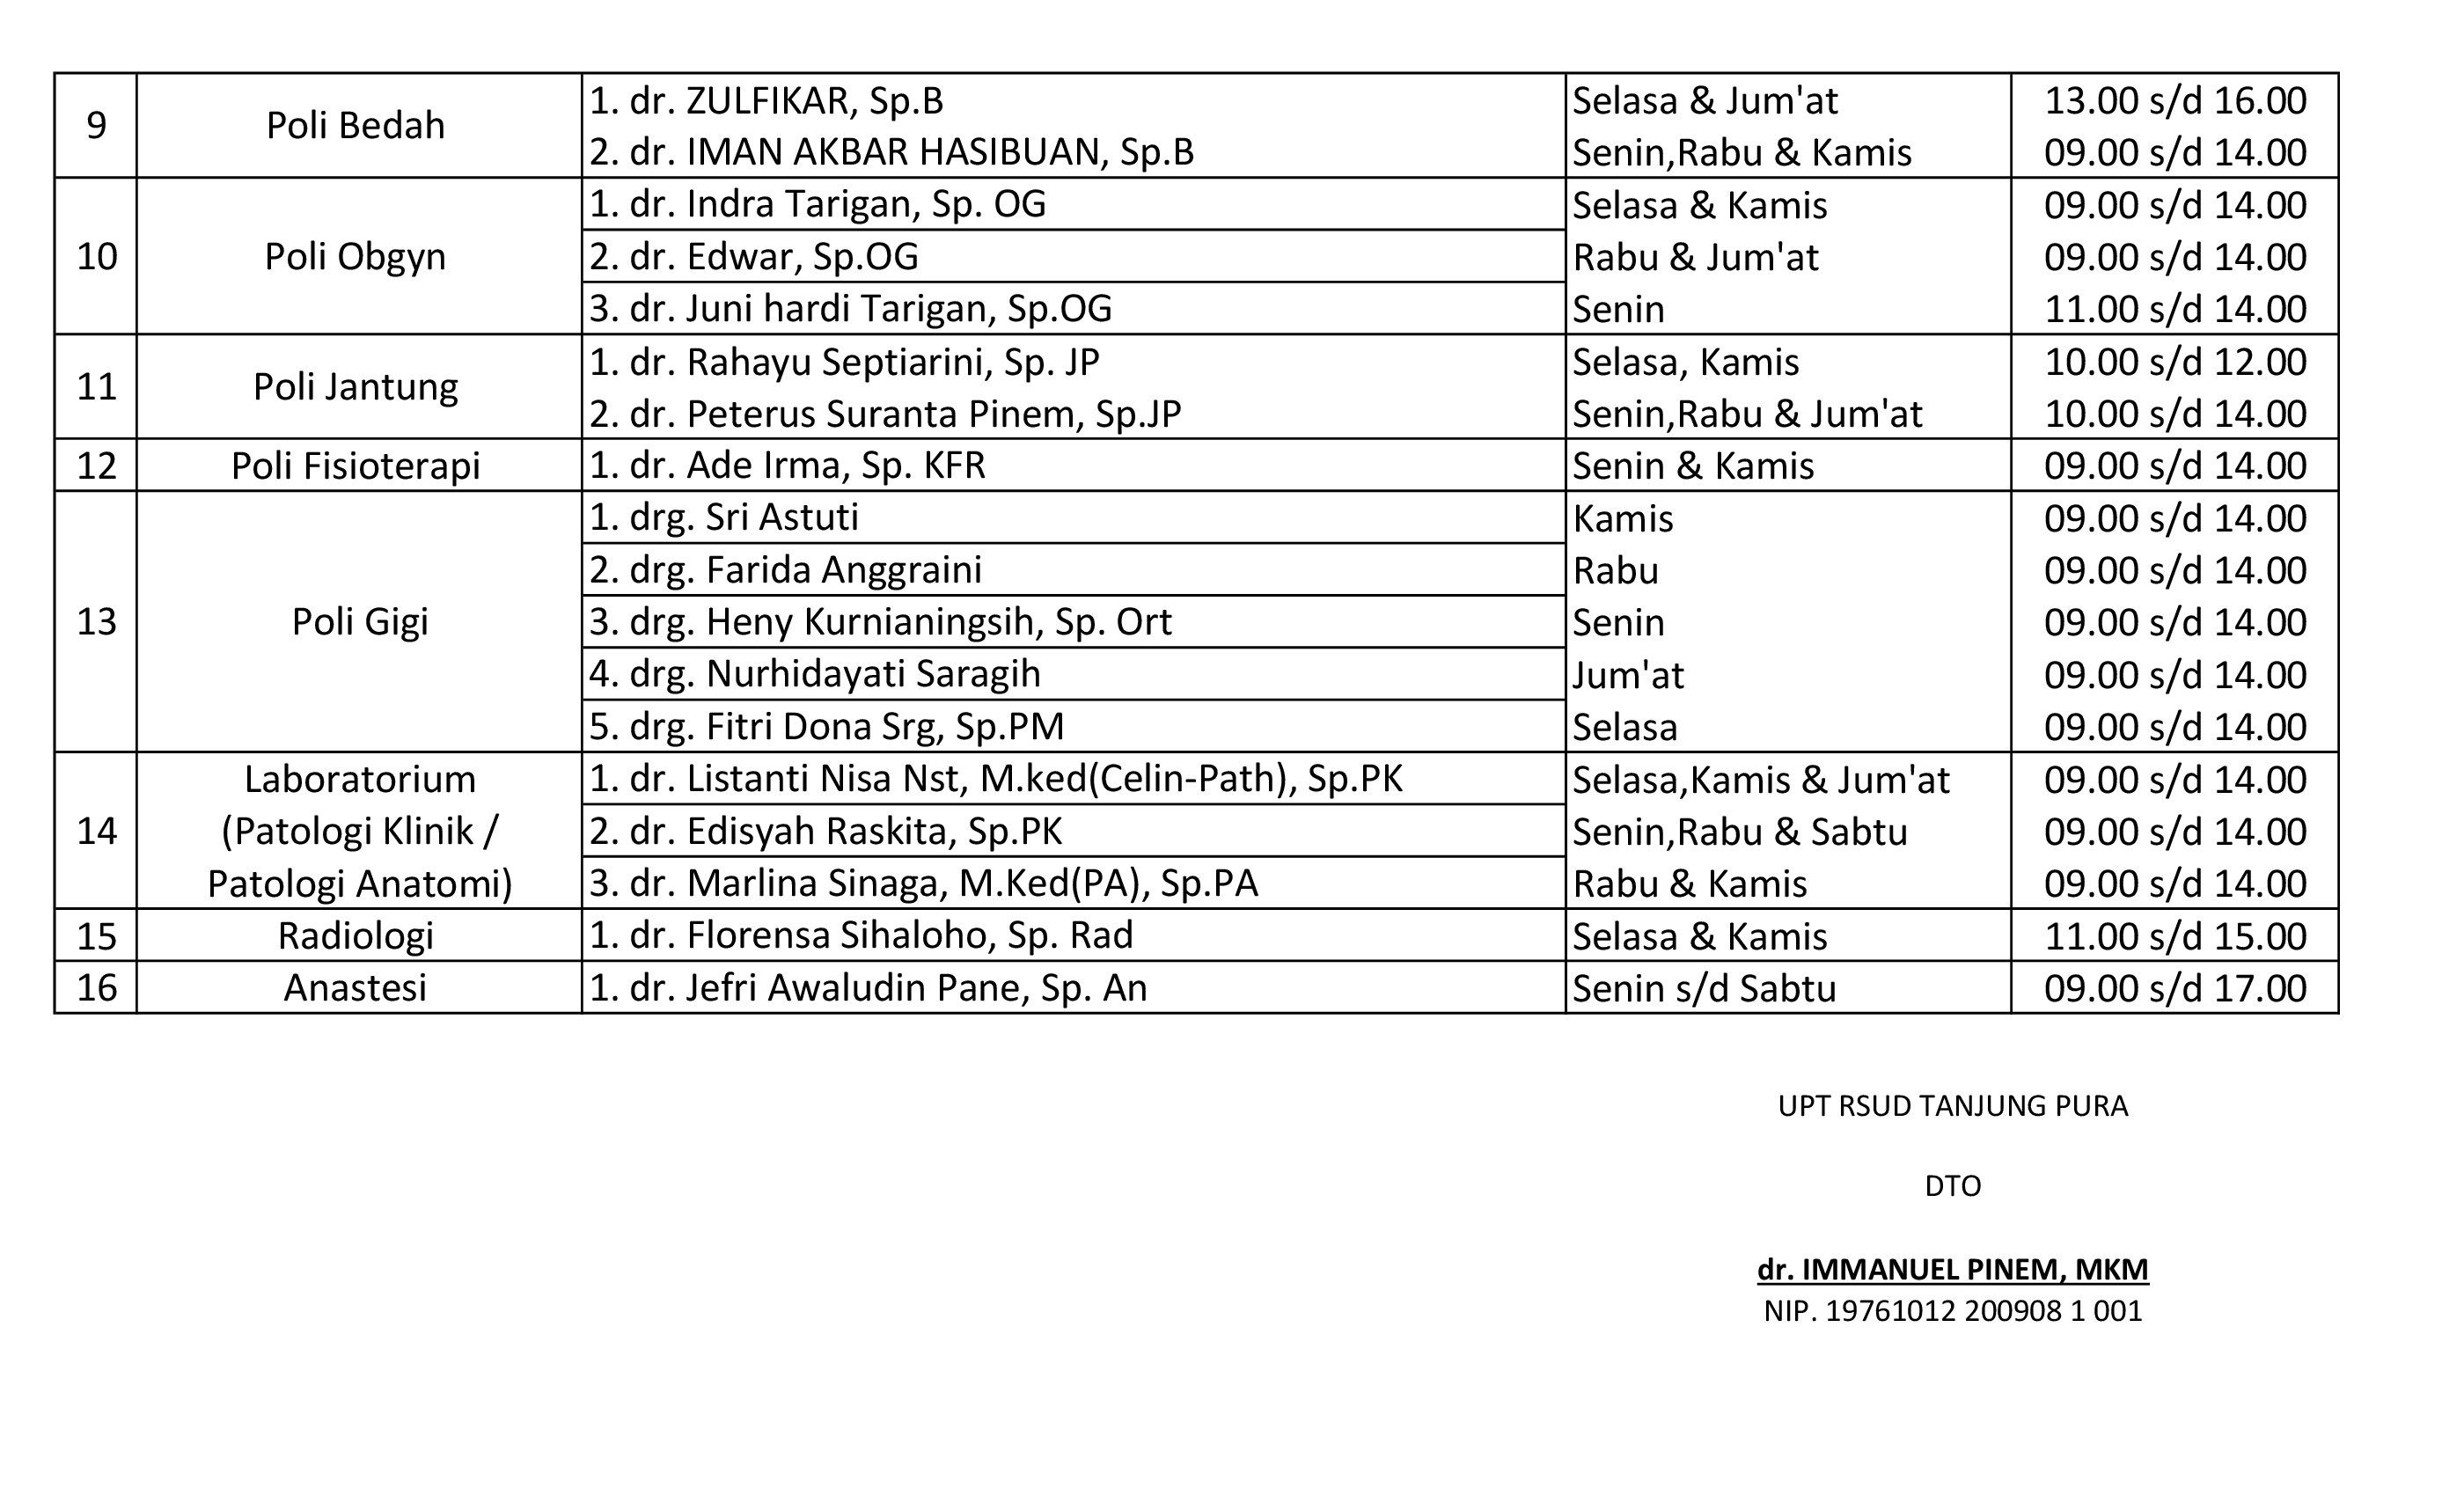 9 Poli Bedah 1. dr. ZULFIKAR, Sp.B Selasa & Jum'at 13.00 s/d 16.00
2. dr. IMAN AKBAR HASIBUAN, Sp.B Senin,Rabu & Kamis 09.00 s/d 14.00
10 Poli Obgyn 1. dr. Indra Tarigan, Sp. OG Selasa & Kamis 09.00 s/d 14.00
2. dr. Edwar, Sp.OG Rabu & Jum'at 09.00 s/d 14.00
3. dr. Juni hardi Tarigan, Sp.OG Senin 11.00 s/d 14.00
11 Poli Jantung 1. dr. Rahayu Septiarini, Sp. JP Selasa, Kamis 10.00 s/d 12.00
2. dr. Peterus Suranta Pinem, Sp.JP Senin,Rabu & Jum'at 10.00 s/d 14.00
12 Poli Fisioterapi 1. dr. Ade Irma, Sp. KFR Senin & Kamis 09.00 s/d 14.00
13 Poli Gigi 1. drg. Sri Astuti Kamis 09.00 s/d 14.00
2. drg. Farida Anggraini Rabu 09.00 s/d 14.00
3. drg. Heny Kurnianingsih, Sp. Ort Senin 09.00 s/d 14.00
4. drg. Nurhidayati Saragih Jum'at 09.00 s/d 14.00
5. drg. Fitri Dona Srg, Sp.PM Selasa 09.00 s/d 14.00
14 Laboratorium 1. dr. Listanti Nisa Nst, M.ked(Celin-Path), Sp.PK Selasa,Kamis & Jum'at 09.00 s/d 14.00
(Patologi Klinik / 2. dr. Edisyah Raskita, Sp.PK Senin,Rabu & Sabtu 09.00 s/d 14.00
Patologi Anatomi) 3. dr. Marlina Sinaga, M.Ked(PA), Sp.PA Rabu & Kamis 09.00 s/d 14.00
15 Radiologi 1. dr. Florensa Sihaloho, Sp. Rad Selasa & Kamis 11.00 s/d 15.00
16 Anastesi 1. dr. Jefri Awaludin Pane, Sp. An Senin s/d Sabtu 09.00 s/d 17.00
UPT RSUD TANJUNG PURA
DTO
dr. IMMANUEL PINEM, MKM
NIP. 19761012 200908 1 001